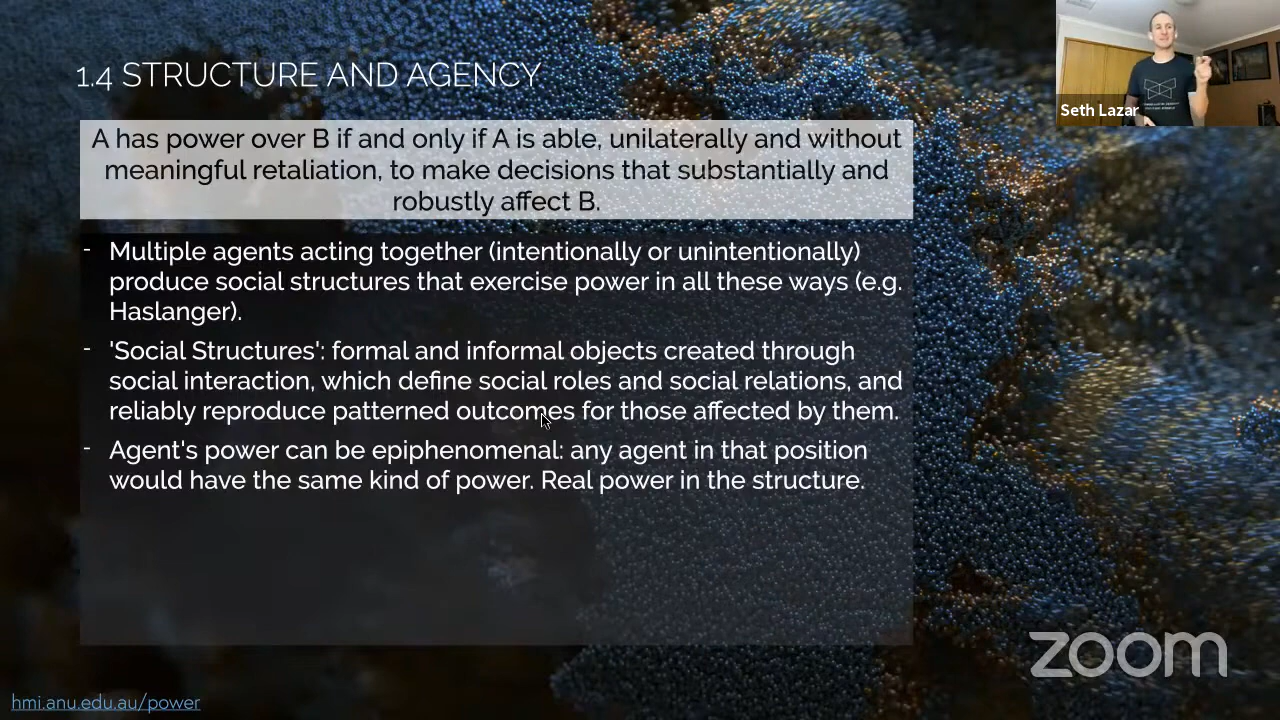 1.4 STRUCTURE AND AGENCY
A has power over B if and only if A is able, unilaterally and without
meaningful retaliation, to make decisions that substantially and
robustly affect B.
- Multiple agents acting together (intentionally or unintentionally)
produce social structures that exercise power in all these ways (e.g.
Haslanger).
- 'Social Structures': formal and informal objects created through
social interaction, which define social roles and social relations, and
reliably reproduce patterned outcomes for those affected by them.
- Agent's power can be epiphenomenal: any agent in that position
would have the same kind of power. Real power in the structure.
Seth Lazar
zoom
hmi.anu.edu.au/power